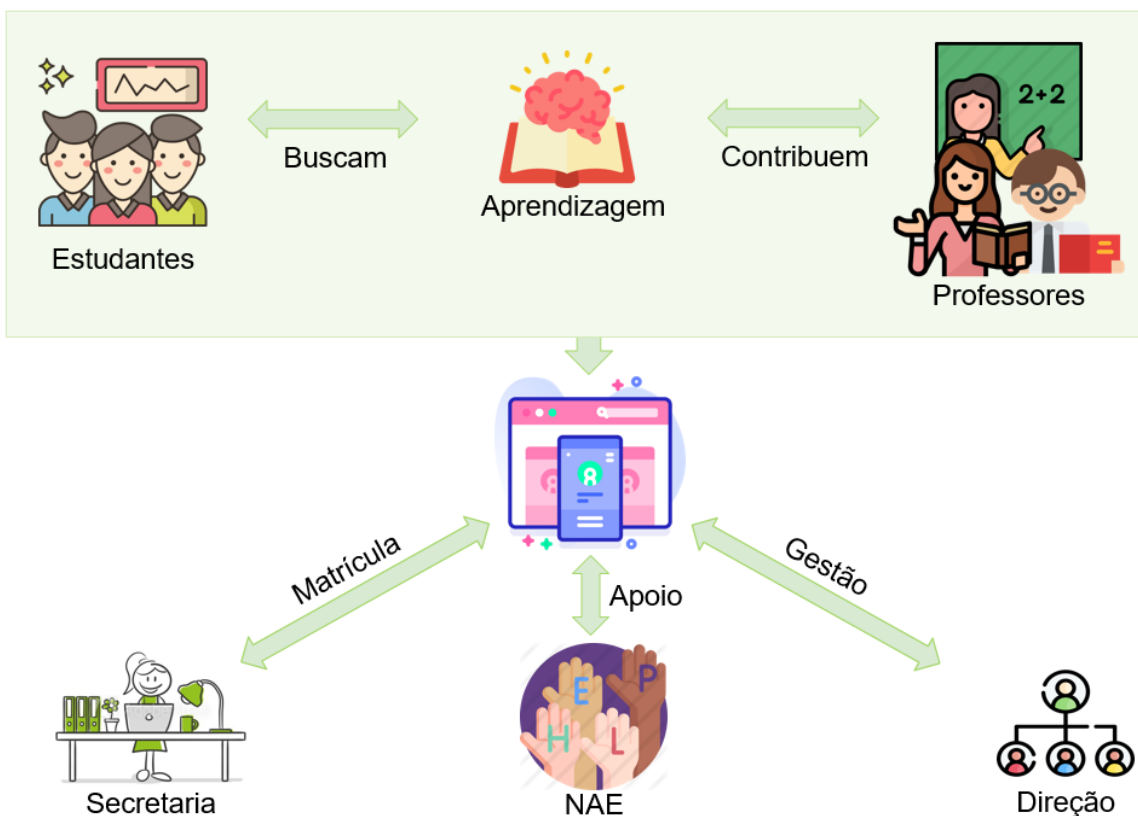 2+2
Buscam
Contribuem
Aprendizagem
Estudantes
Professores
Matrícula
Apoio
Gestão
E
P
H
L
Secretaria
NAE
Direção